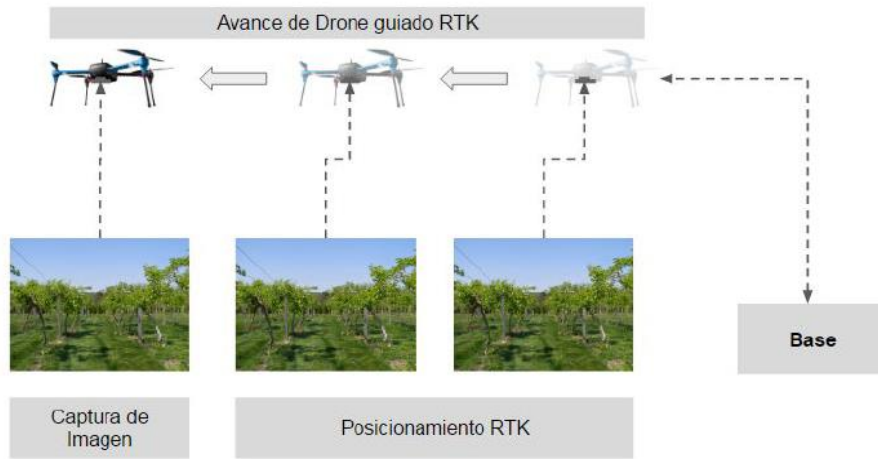 Avance de Drone guiado RTK
Base
Captura de
Imagen
Posicionamiento RTK